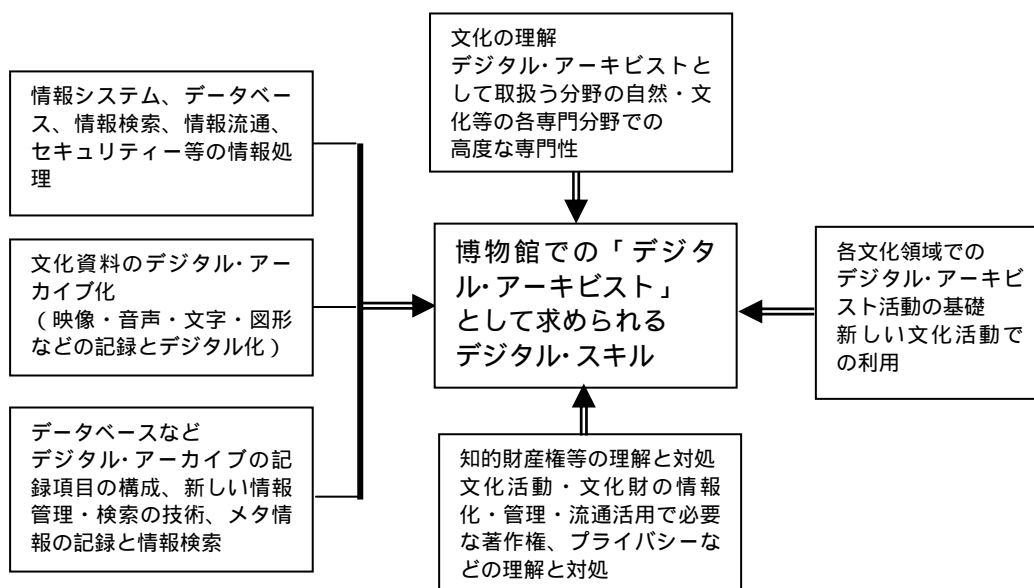 文化の理解
デジタル・アーキビストと
して取扱う分野の自然・文
化等の各専門分野での
高度な専門性
情報システム、データベー
ス、情報検索、情報流通、
セキュリティー等の情報処
理
文化資料のデジタル・アー
カイブ化
（映像・音声・文字・図形
などの記録とデジタル化）
データベースなど
デジタル・アーカイブの記
録項目の構成、新しい情報
管理・検索の技術、メタ情
報の記録と情報検索
博物館での「デジタ
ル・アーキビスト」
として求められる
デジタル・スキル
各文化領域での
デジタル・アーキビ
スト活動の基礎
新しい文化活動で
の利用
知的財産権等の理解と対処
文化活動・文化財の情報
化・管理・流通活用で必要
な著作権、プライバシーな
どの理解と対処